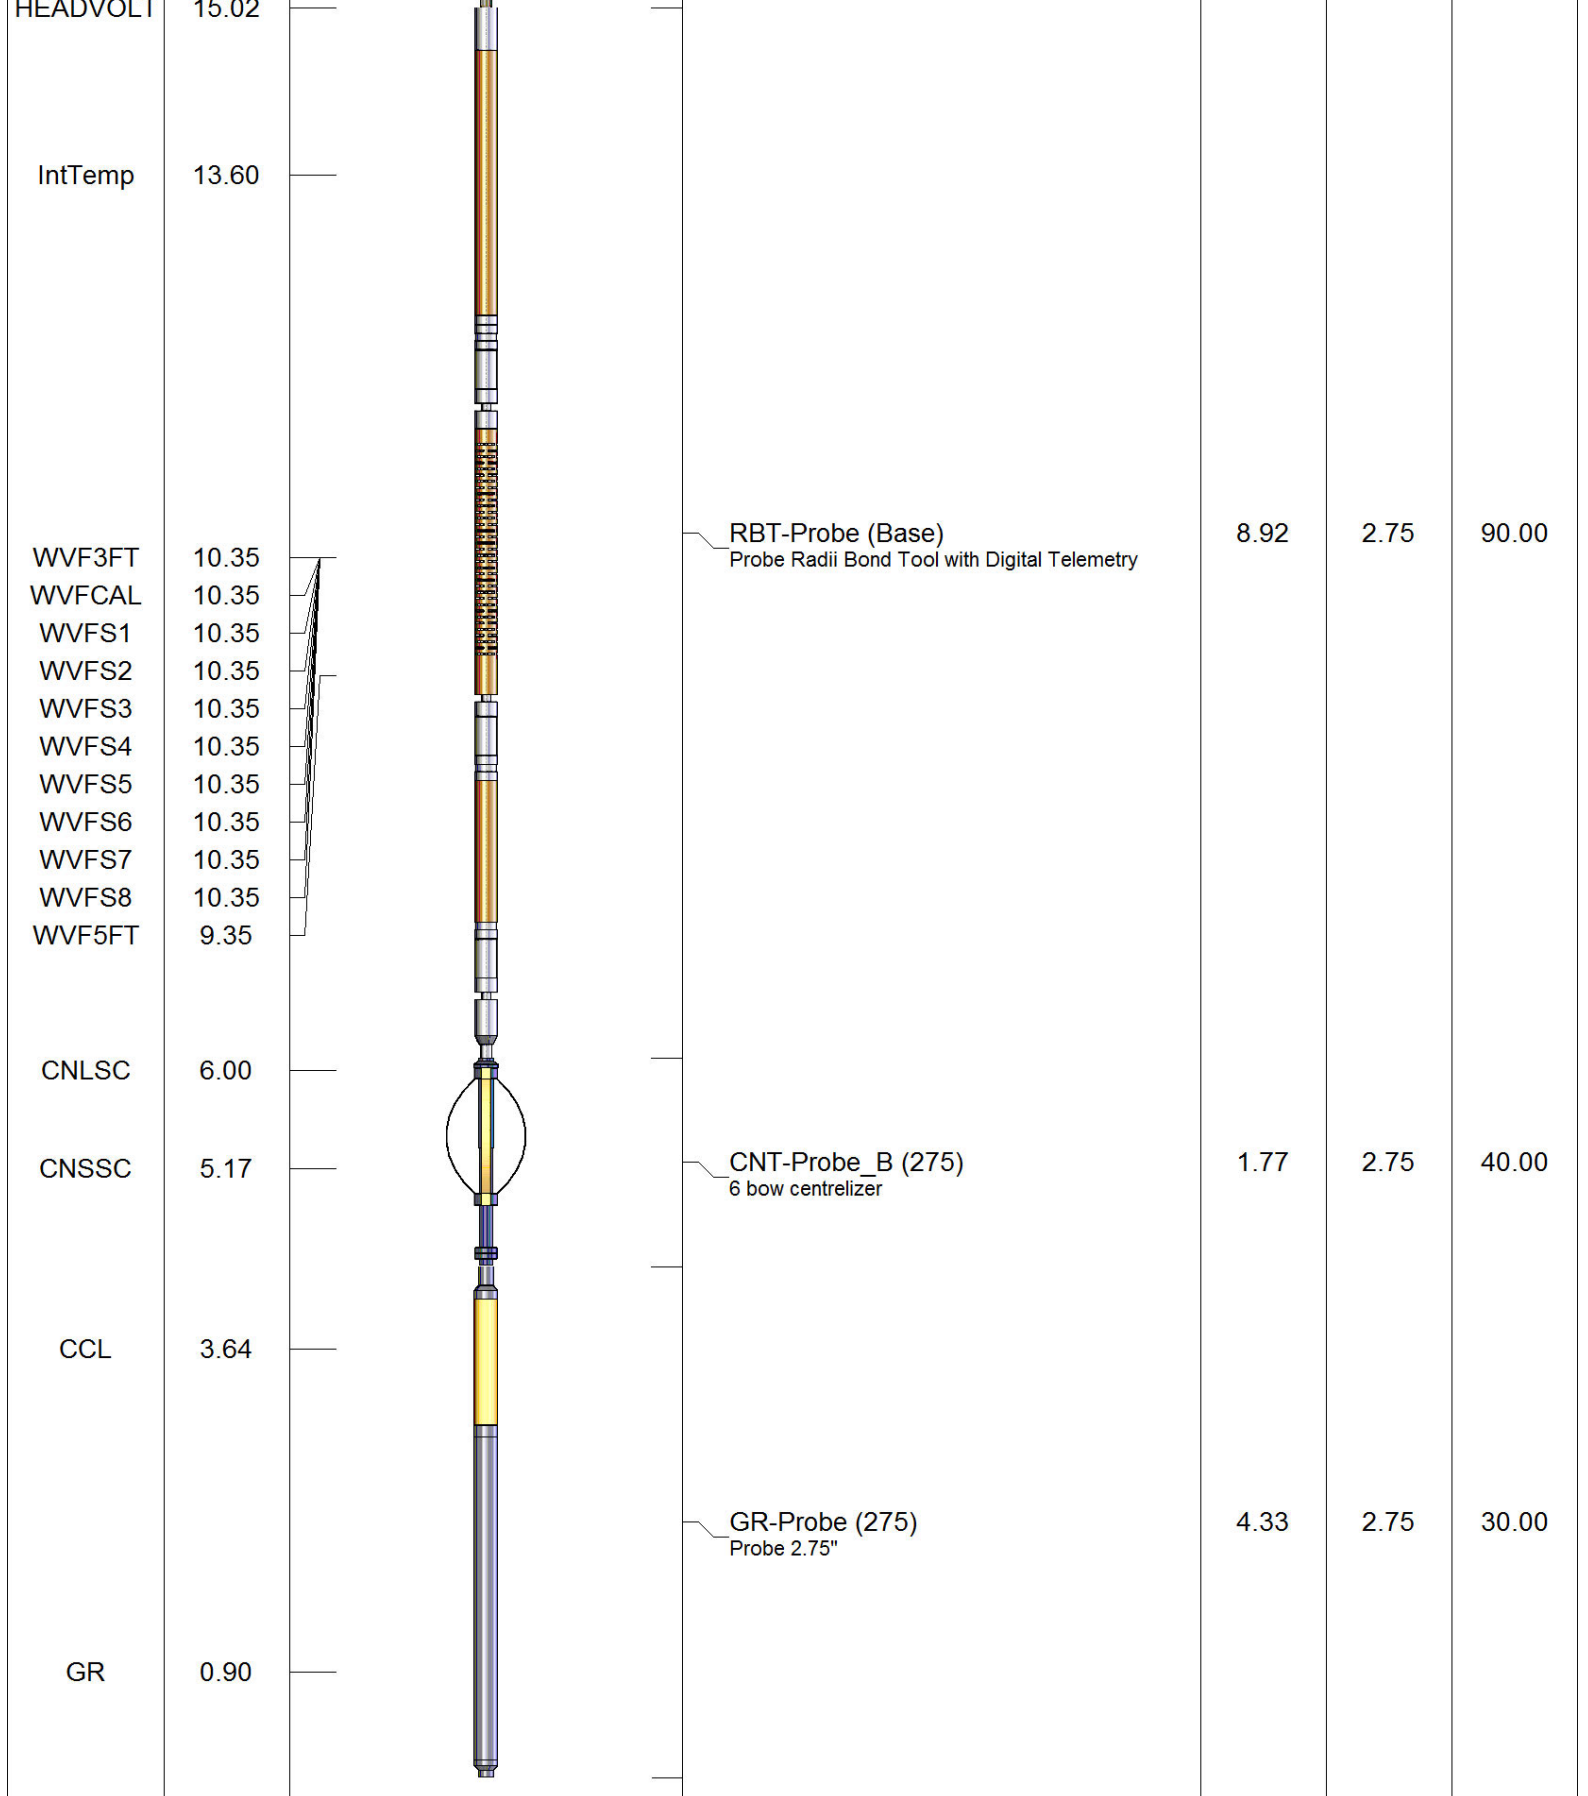 HEADVOLT 15.02
IntTemp 13.60
RBT-Probe (Base) 8.92 2.75 90.00
Probe Radii Bond Tool with Digital Telemetry
WVF3FT 10.35
WVFCAL 10.35
WVFS1 10.35
WVFS2 10.35
WVFS3 10.35
WVFS4 10.35
WVFS5 10.35
WVFS6 10.35
WVFS7 10.35
WVFS8 10.35
WVF5FT 9.35
CNLSC 6.00
CNT-Probe_B (275) 1.77 2.75 40.00
CNSSC 5.17
6 bow centrelizer
CCL 3.64
GR-Probe (275) 4.33 2.75 30.00
Probe 2.75"
GR 0.90